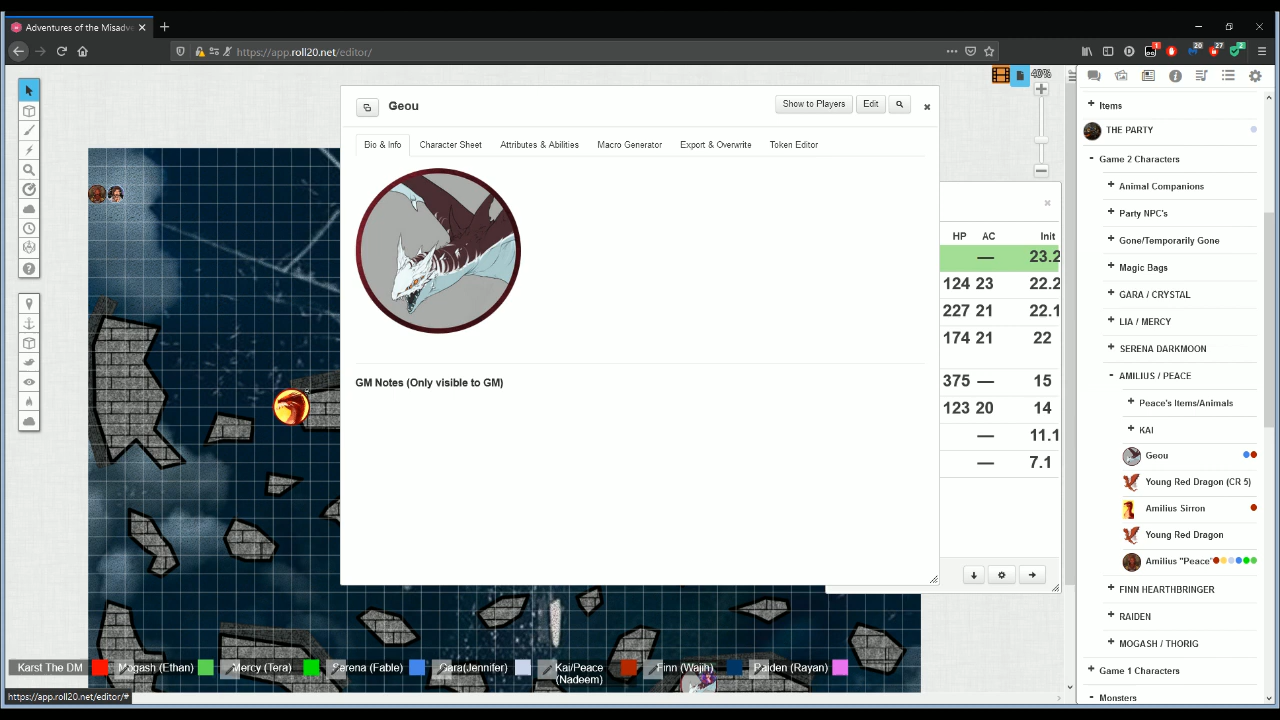 Adventures of the Misadve
https://app.roll20.net/editor/
1
20
27
2
40%
Geou
Show to Players
Edit
Bio & Info
Character Sheet
Attributes & Abilities
Macro Generator
Export & Overwrite
Token Editor
GM Notes (Only visible to GM)
HP AC Init
— 23.2
124 23 22.2
227 21 22.1
174 21 22
375 — 15
123 20 14
— 11.1
— 7.1
Items
THE PARTY
Game 2 Characters
Animal Companions
Party NPC's
Gone/Temporarily Gone
Magic Bags
GARA / CRYSTAL
LIA / MERCY
SERENA DARKMOON
AMILIUS / PEACE
Peace's Items/Animals
KAI
Geou
Young Red Dragon (CR 5)
Amilius Sirron
Young Red Dragon
Amilius "Peace"
FINN HEARTHBRINGER
RAIDEN
MOGASH / THORIG
Game 1 Characters
Monsters
Karst The DM
Mogash (Ethan)
Mercy (Tera)
Serena (Fable)
Gara(Jennifer)
Kai/Peace
(Nadeem)
Finn (Wajih)
Raiden (Rayan)
https://app.roll20.net/editor/#